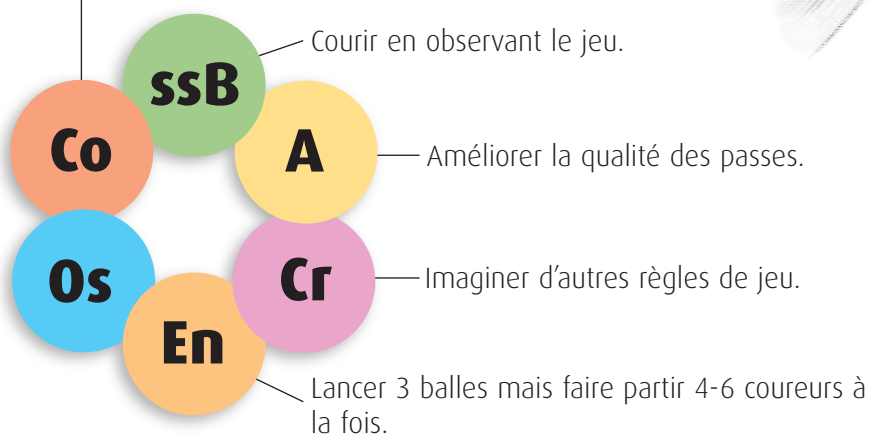 ssB
Courir en observant le jeu.
Co
A
Améliorer la qualité des passes.
Os
Cr
Imaginer d'autres règles de jeu.
En
Lancer 3 balles mais faire partir 4-6 coureurs à
la fois.